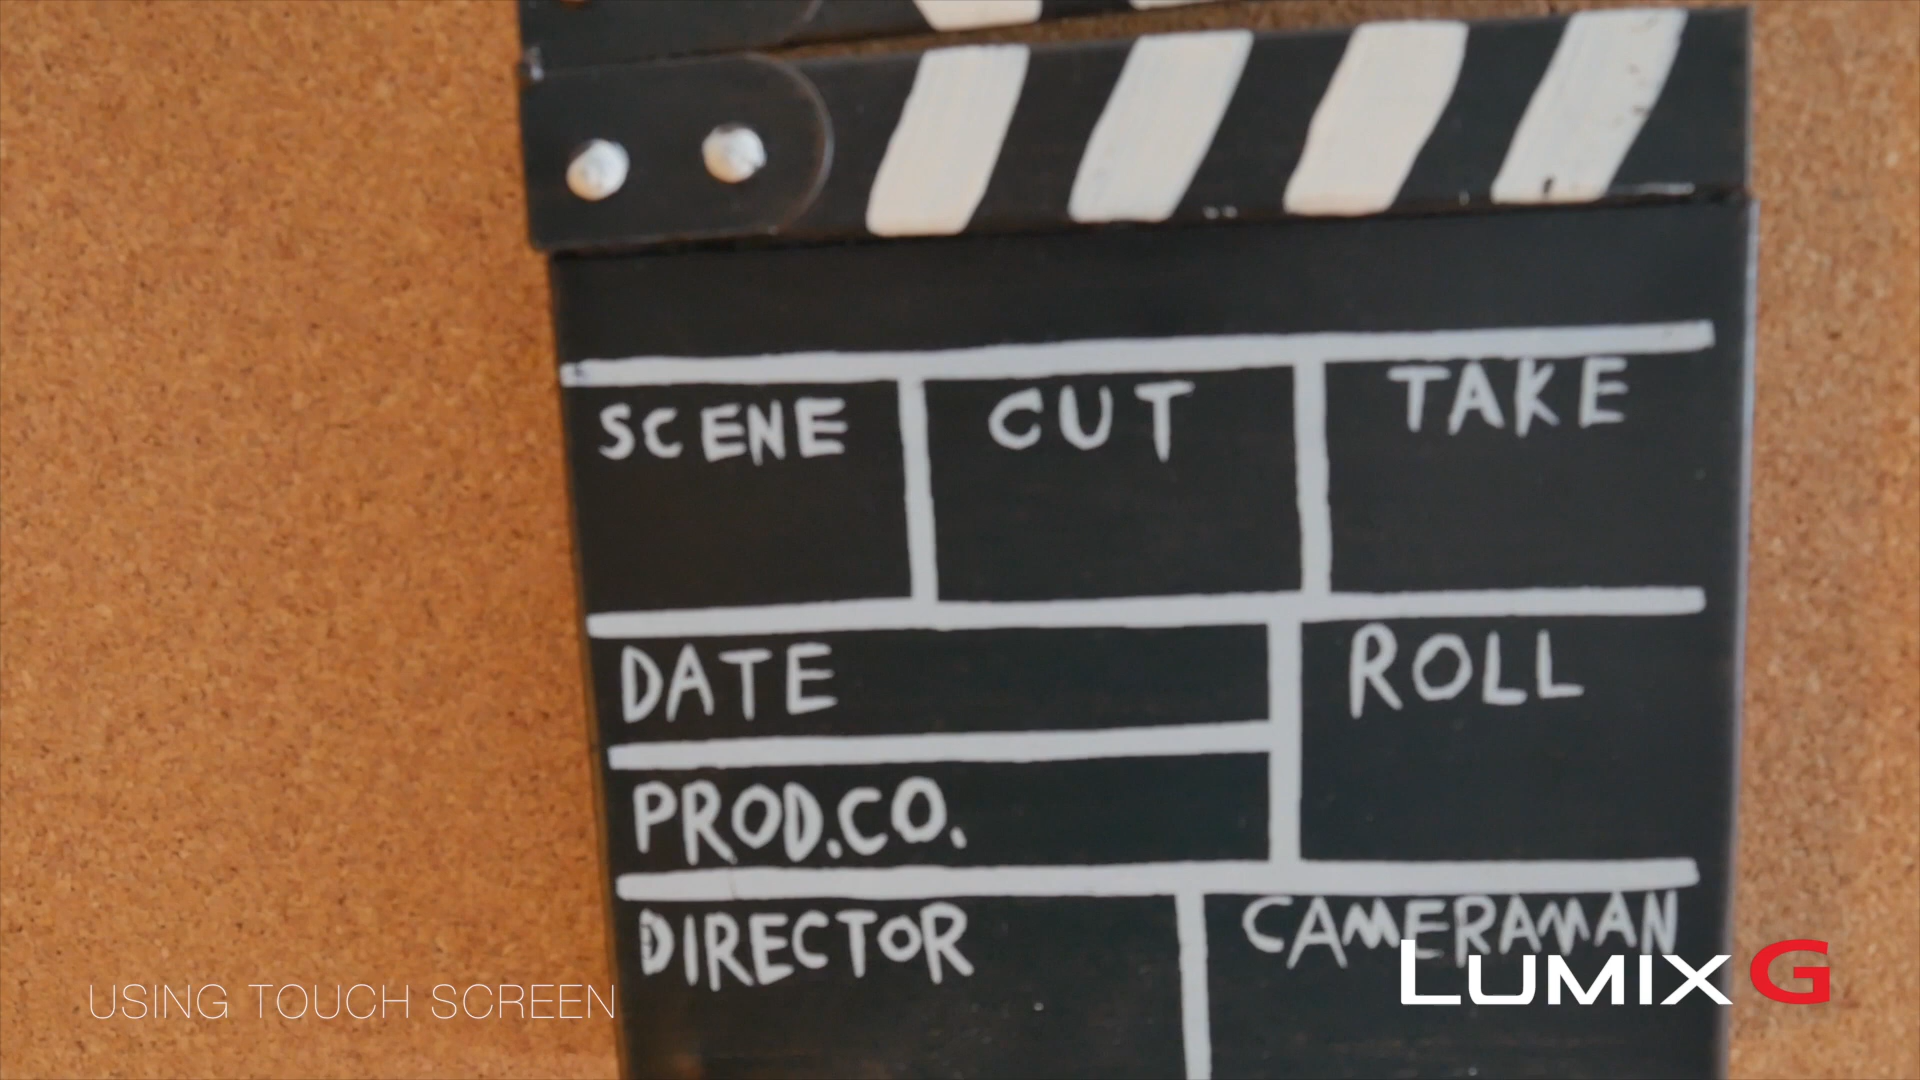 SCENE CUT TAKE
DATE ROLL
PROD.CO.
DIRECTOR CAMERAMAN
USING TOUCH SCREEN LUMIX G